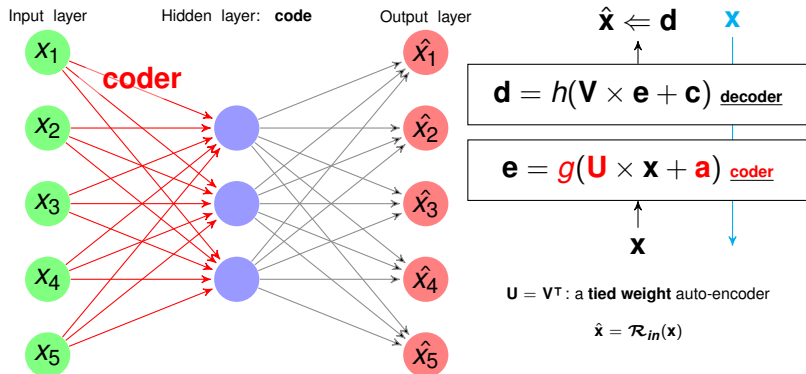 Input layer
Hidden layer: code
Output layer
x₁
x₂
x₃
x₄
x₅
coder
x̂₁
x̂₂
x̂₃
x̂₄
x̂₅
x̂ ⇐ d
x
d = h(V × e + c) decoder
e = g(U × x + a) coder
x
U = Vᵀ: a tied weight auto-encoder
x̂ = 𝓡ᵢₙ(x)